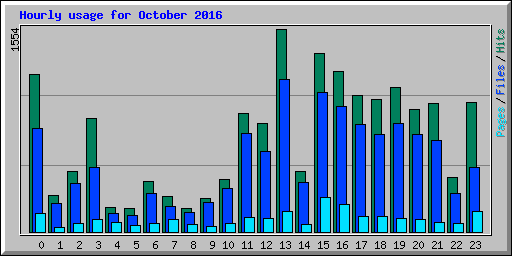 Hourly usage for October 2016
1554
Pages/Files/Hits
0 1 2 3 4 5 6 7 8 9 10 11 12 13 14 15 16 17 18 19 20 21 22 23